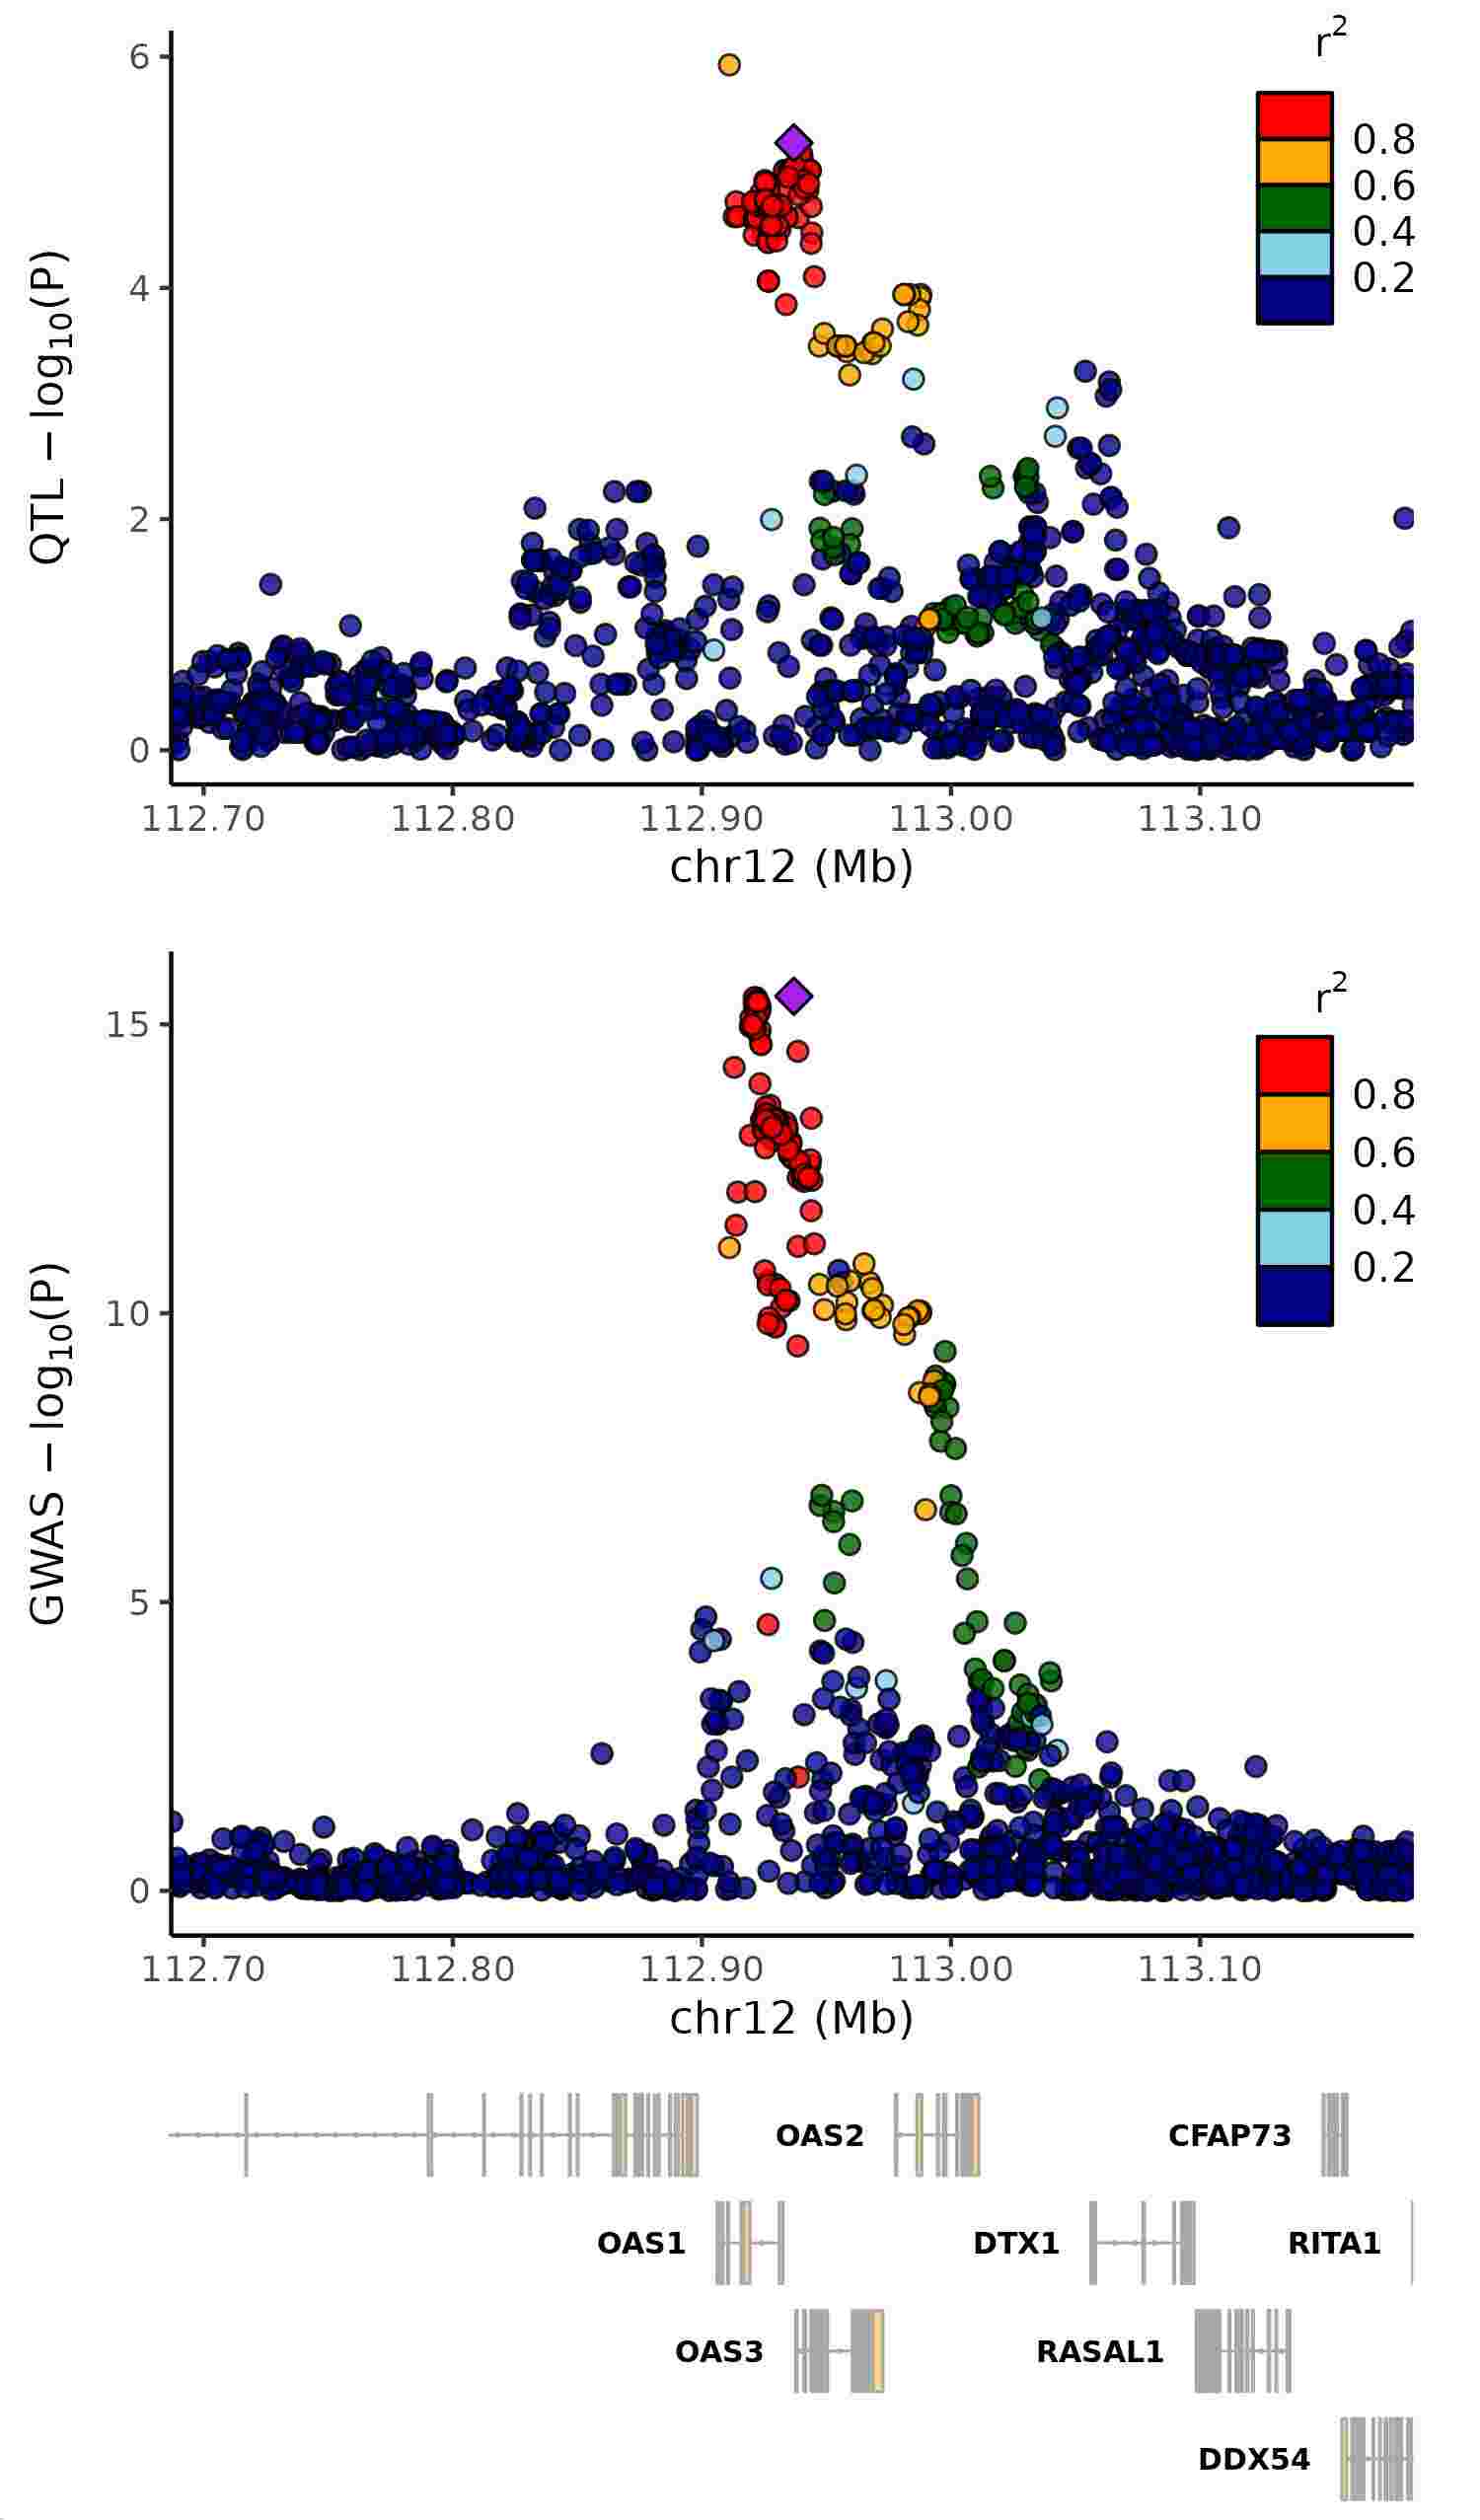 r²
6
4
2
0
QTL − log₁₀(P)
0.8
0.6
0.4
0.2
112.70 112.80 112.90 113.00 113.10
chr12 (Mb)
r²
15
10
5
0
GWAS − log₁₀(P)
0.8
0.6
0.4
0.2
112.70 112.80 112.90 113.00 113.10
chr12 (Mb)
OAS2 CFAP73
OAS1 DTX1 RITA1
OAS3 RASAL1
DDX54